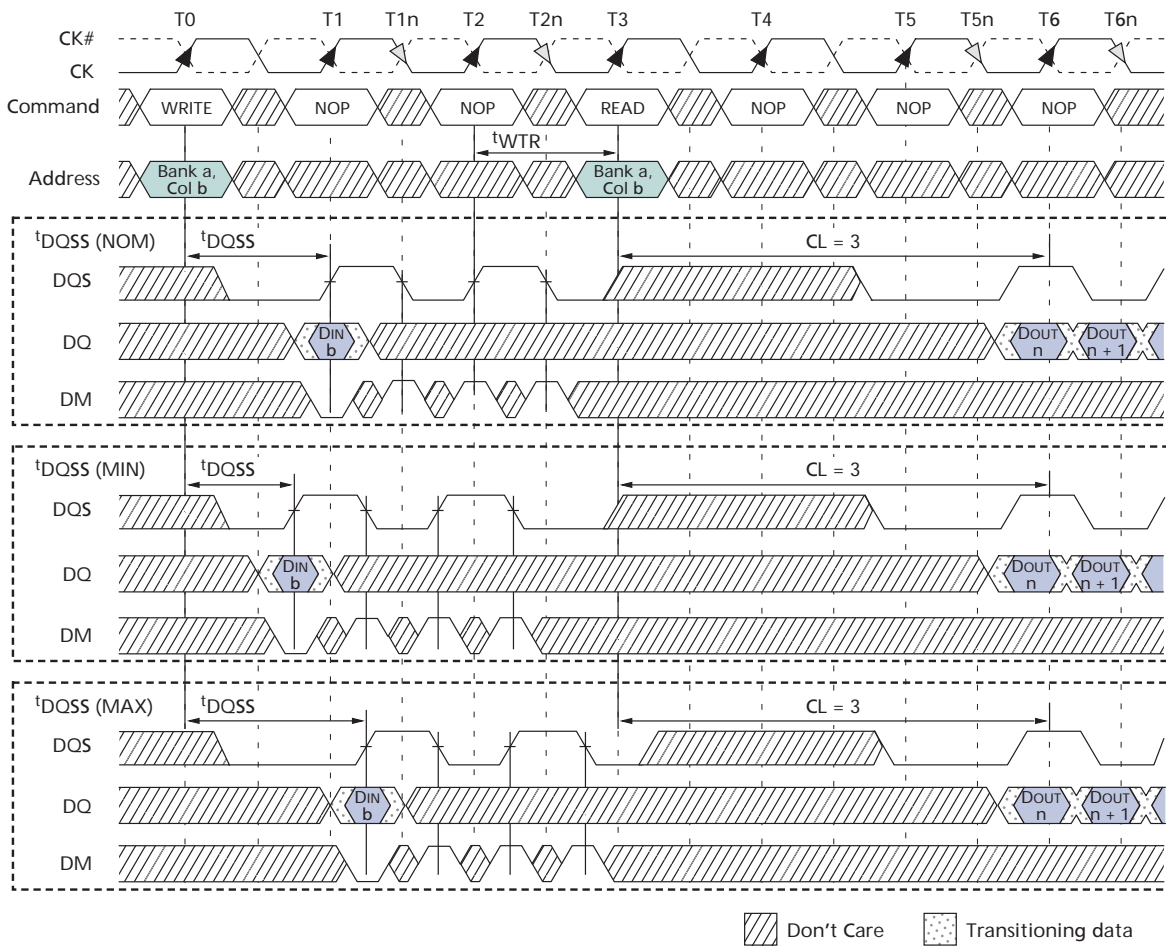 T0 T1 T1n T2 T2n T3 T4 T5 T5n T6 T6n
CK#
CK
Command WRITE NOP NOP READ NOP NOP NOP
tWTR
Address Bank a, Col b Bank a, Col b
tDQSS (NOM) tDQSS CL = 3
DQS
DQ DIN b DOUT n DOUT n + 1
DM
tDQSS (MIN) tDQSS CL = 3
DQS
DQ DIN b DOUT n DOUT n + 1
DM
tDQSS (MAX) tDQSS CL = 3
DQS
DQ DIN b DOUT n DOUT n + 1
DM
Don't Care Transitioning data